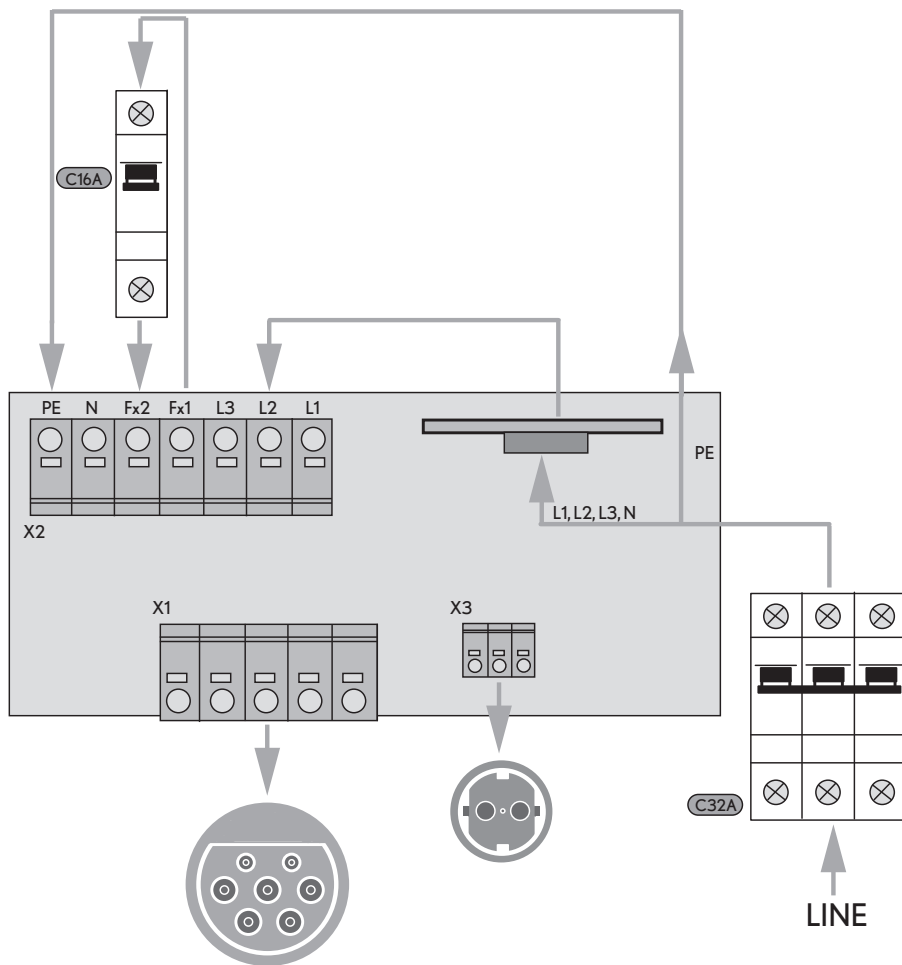 C16A
PE N Fx2 Fx1 L3 L2 L1
PE
L1, L2, L3, N
X2
X1
X3
C32A
LINE